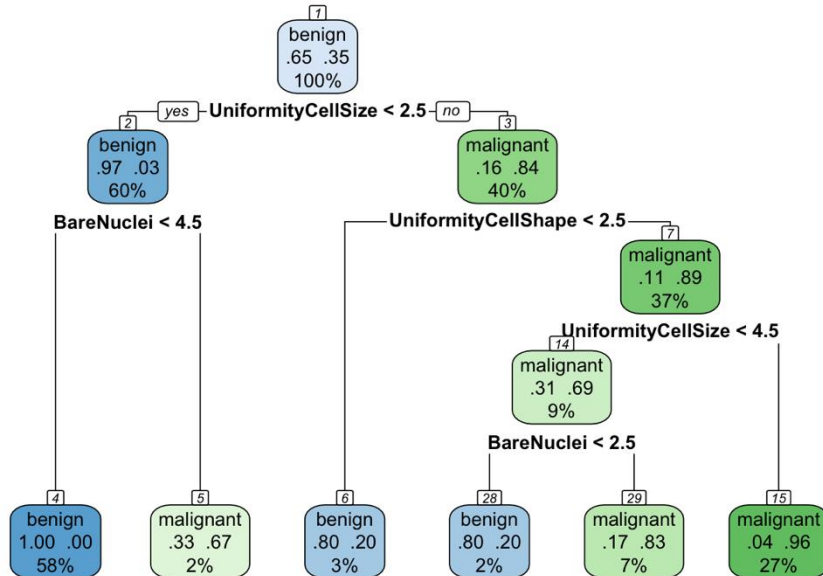 1
benign
.65 .35
100%
yes UniformityCellSize < 2.5 no
2
benign
.97 .03
60%
3
malignant
.16 .84
40%
BareNuclei < 4.5
UniformityCellShape < 2.5
7
malignant
.11 .89
37%
UniformityCellSize < 4.5
14
malignant
.31 .69
9%
BareNuclei < 2.5
4
benign
1.00 .00
58%
5
malignant
.33 .67
2%
6
benign
.80 .20
3%
28
benign
.80 .20
2%
29
malignant
.17 .83
7%
15
malignant
.04 .96
27%